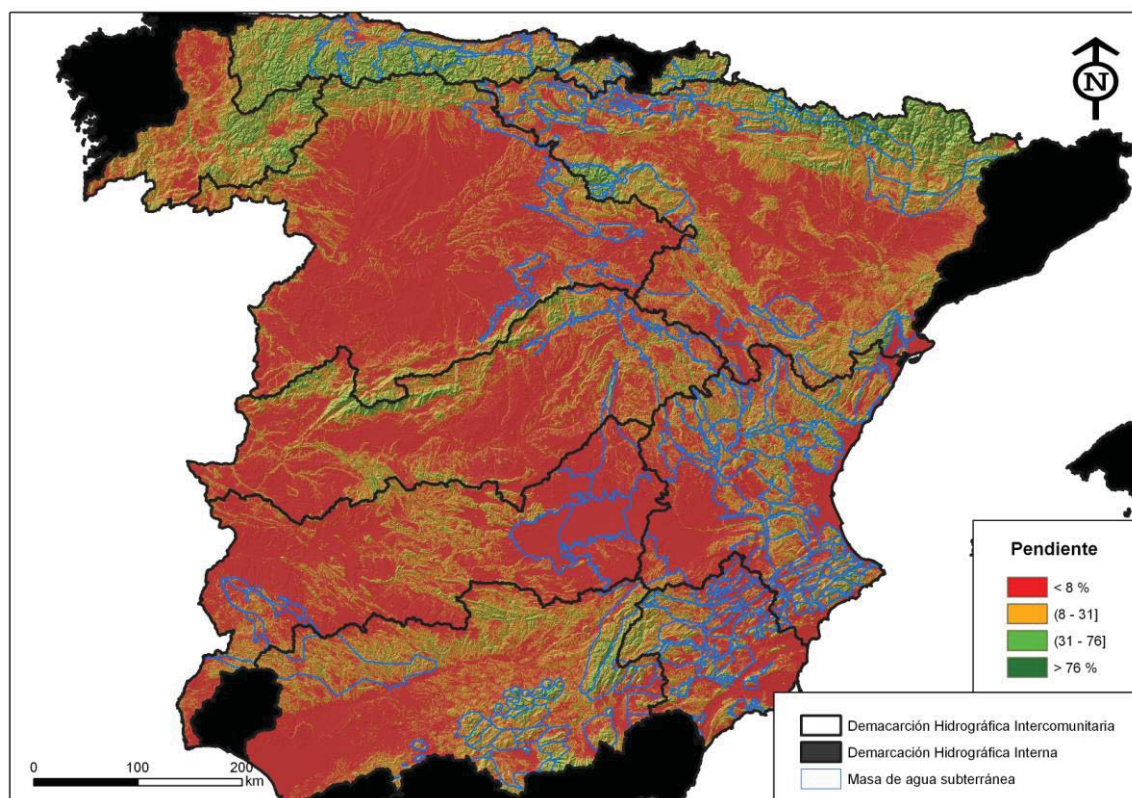 N
Pendiente
< 8 %
(8 - 31]
(31 - 76]
> 76 %
Demacarción Hidrográfica Intercomunitaria
Demarcación Hidrográfica Interna
Masa de agua subterránea
0 100 200
km